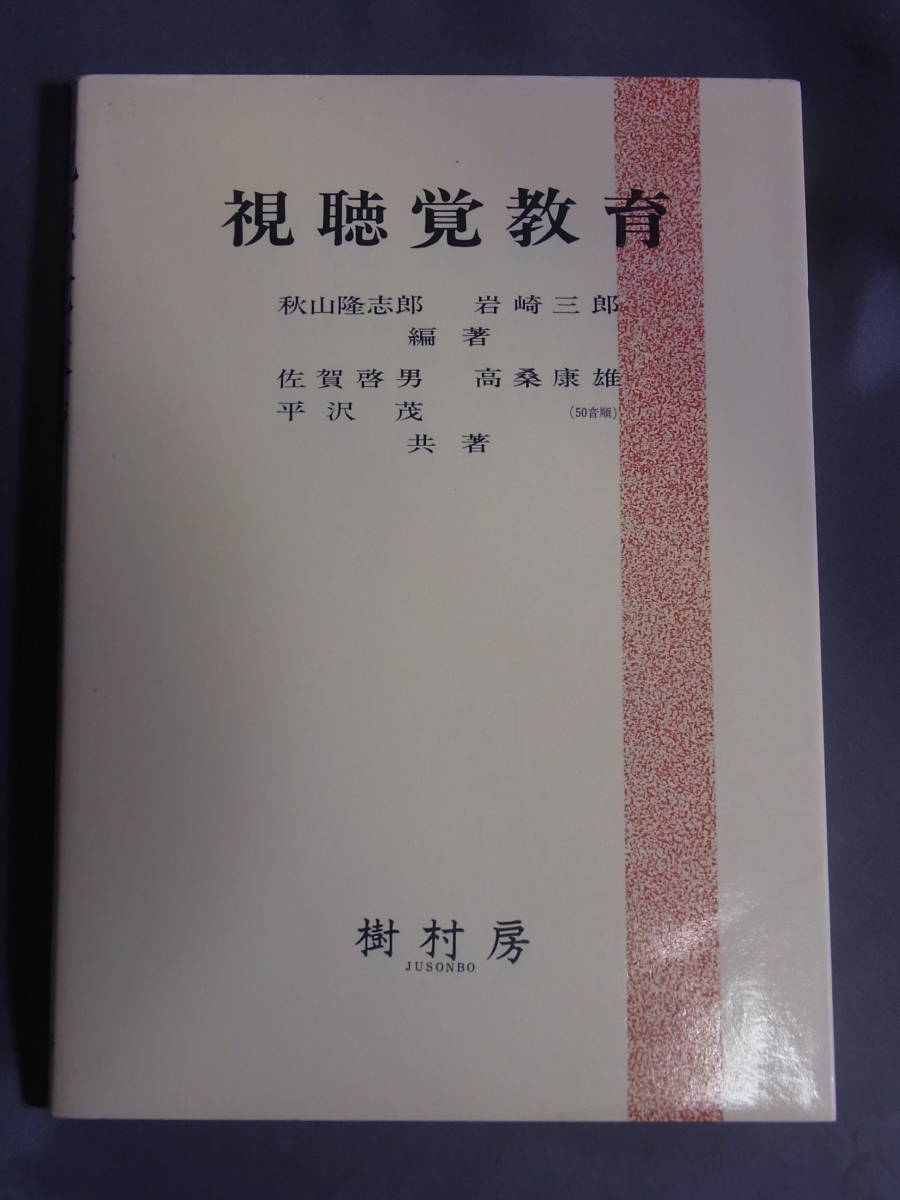 視聴覚教育
秋山隆志郎 岩崎三郎
編著
佐賀啓男 高桑康雄
平沢茂 (50音順)
共著
樹村房
JUSONBO